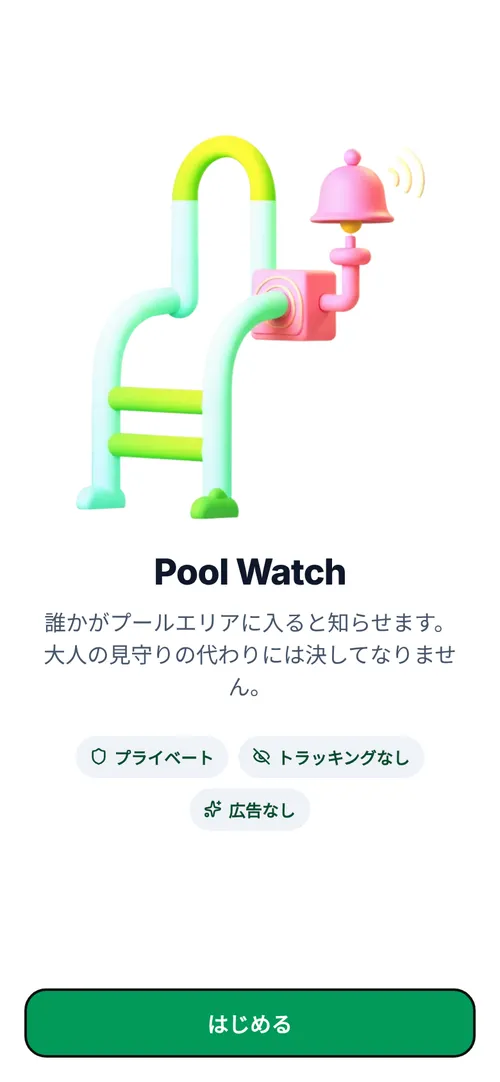 Pool Watch
誰かがプールエリアに入ると知らせます。
大人の見守りの代わりには決してなりませ
ん。
プライベート
トラッキングなし
広告なし
はじめる